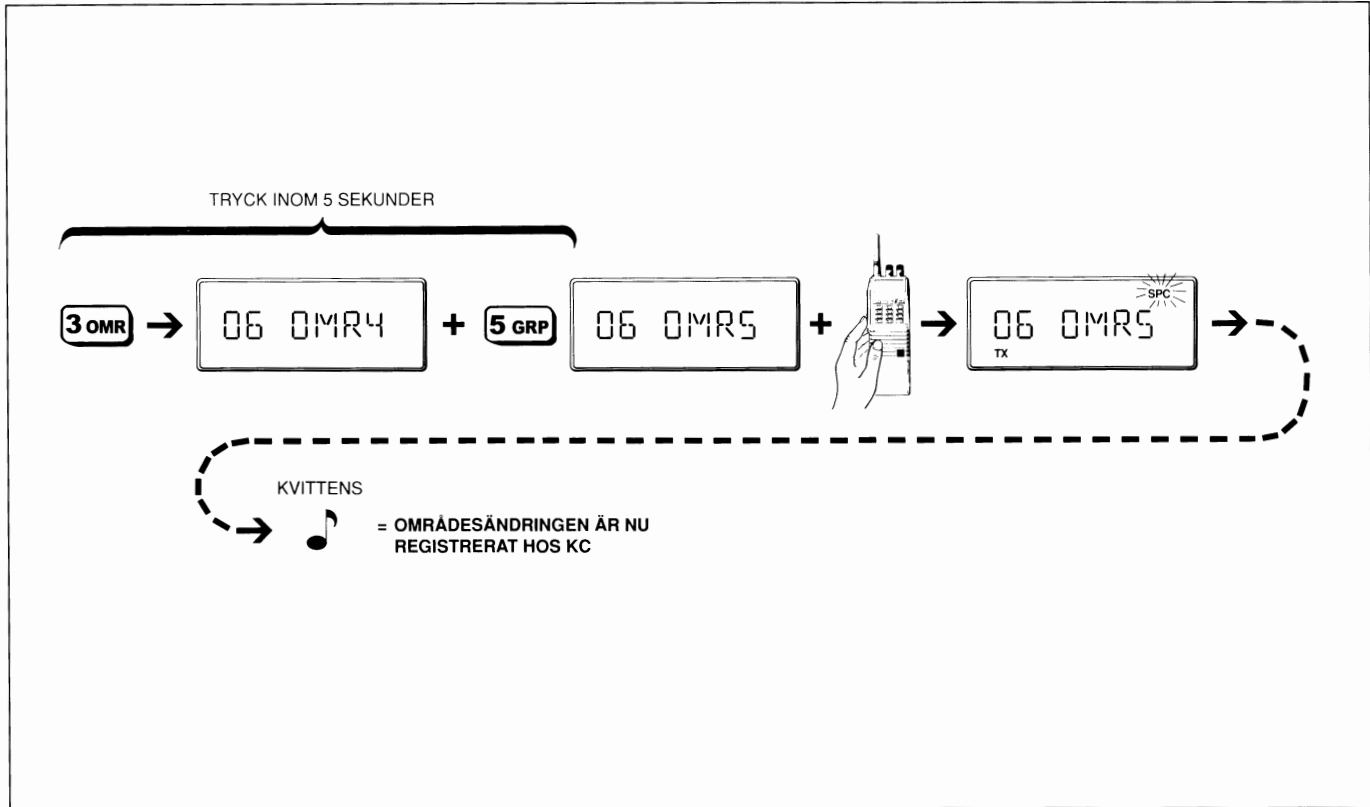 TRYCK INOM 5 SEKUNDER
3 OMR
06 OMR4
+
5 GRP
06 OMR5
+
06 OMR5
SPC
TX
KVITTENS
= OMRÅDESÄNDRINGEN ÄR NU
REGISTRERAT HOS KC